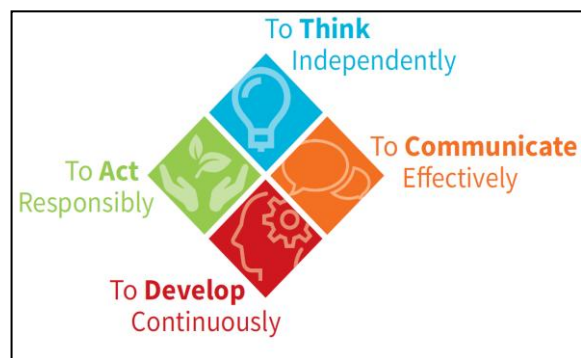 To Think
Independently
To Communicate
Effectively
To Act
Responsibly
To Develop
Continuously